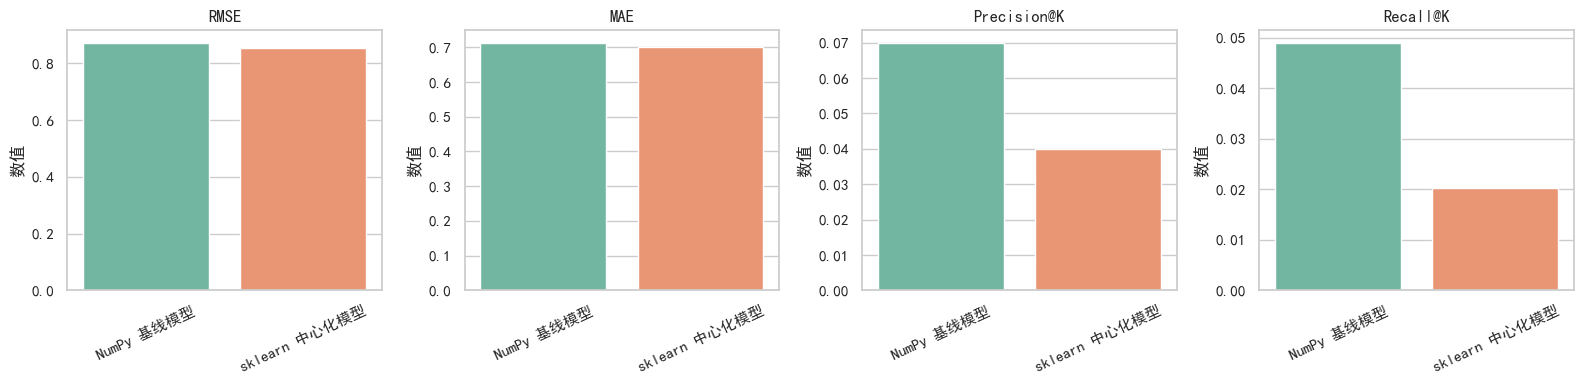 RMSE
数值
0.8
0.6
0.4
0.2
0.0
NumPy 基线模型
sklearn 中心化模型
MAE
数值
0.7
0.6
0.5
0.4
0.3
0.2
0.1
0.0
NumPy 基线模型
sklearn 中心化模型
Precision@K
数值
0.07
0.06
0.05
0.04
0.03
0.02
0.01
0.00
NumPy 基线模型
sklearn 中心化模型
Recall@K
数值
0.05
0.04
0.03
0.02
0.01
0.00
NumPy 基线模型
sklearn 中心化模型